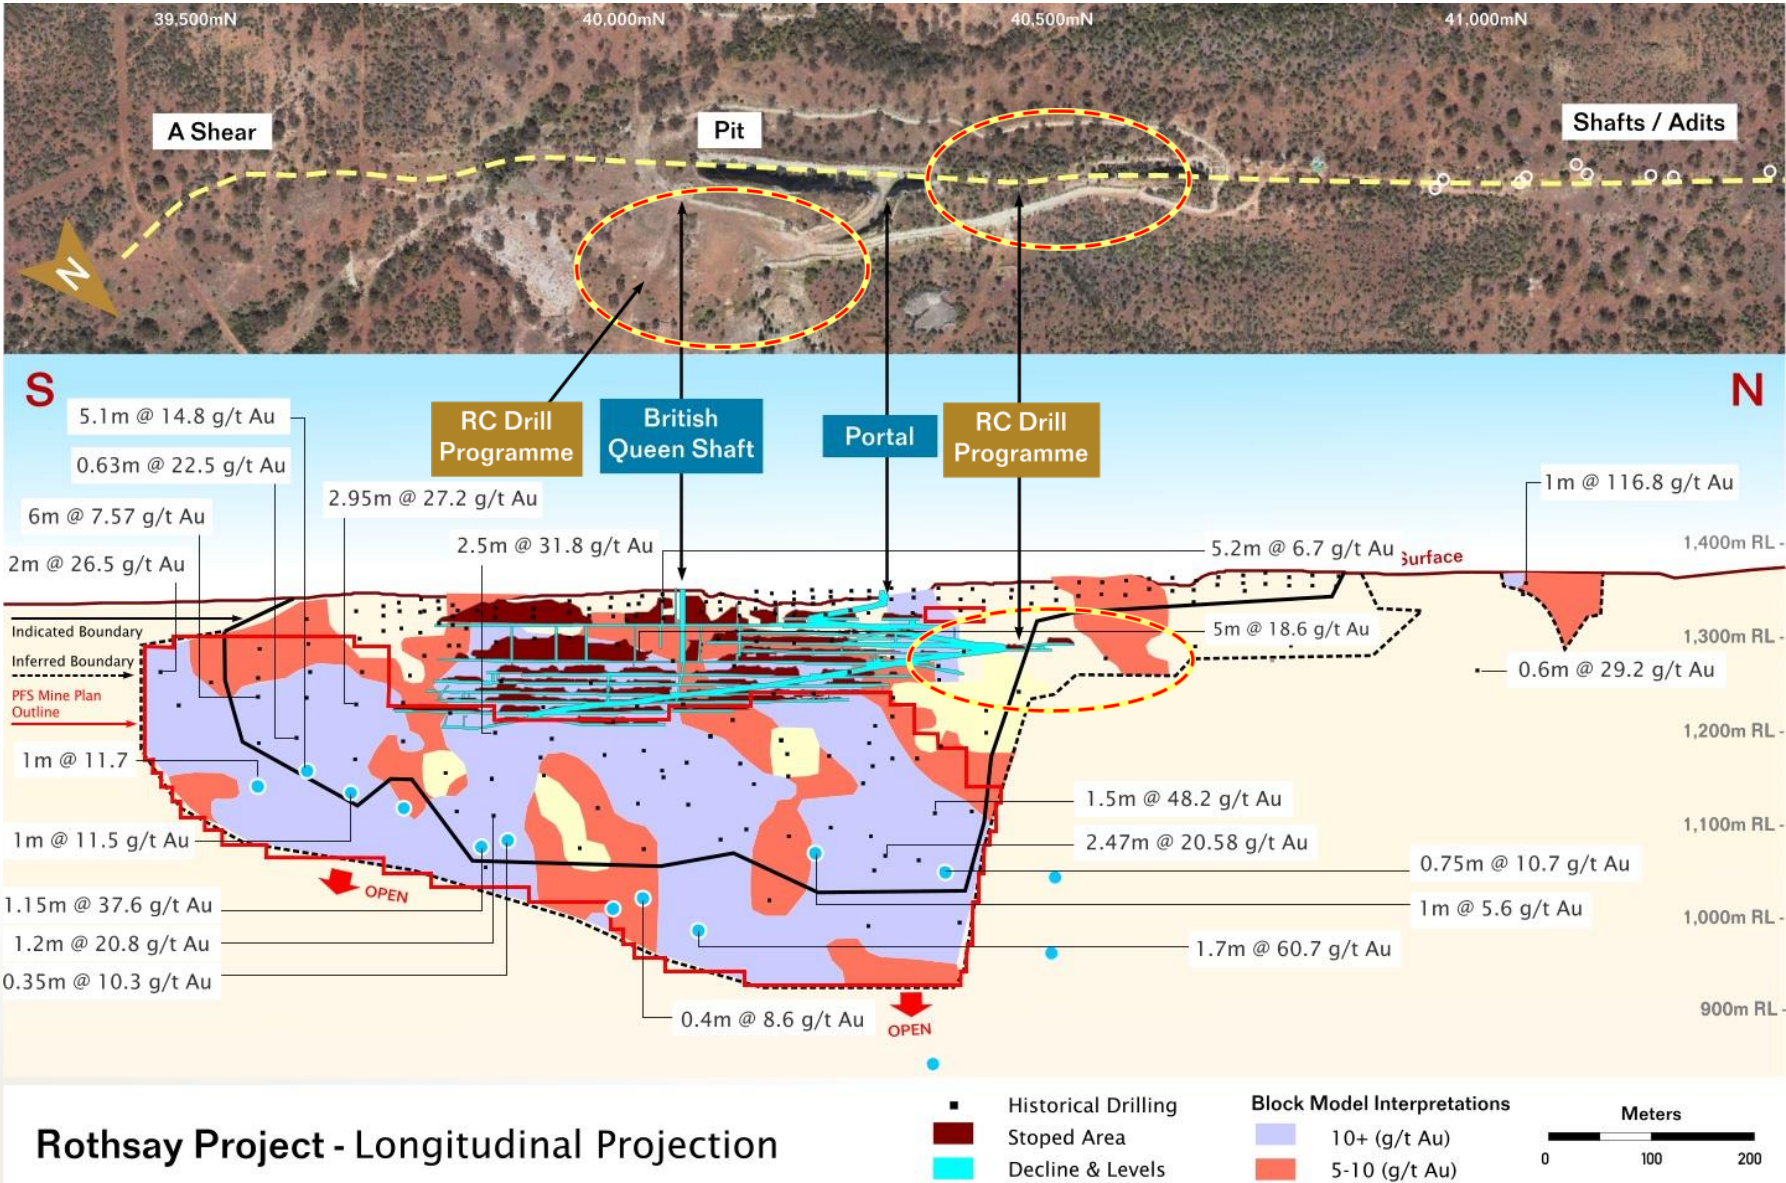 39,500mN
40,000mN
40,500mN
41,000mN
A Shear
Pit
Shafts / Adits
N
S
N
RC Drill
Programme
British
Queen Shaft
Portal
RC Drill
Programme
5.1m @ 14.8 g/t Au
0.63m @ 22.5 g/t Au
6m @ 7.57 g/t Au
2m @ 26.5 g/t Au
2.95m @ 27.2 g/t Au
2.5m @ 31.8 g/t Au
5.2m @ 6.7 g/t Au
Surface
1m @ 116.8 g/t Au
1,400m RL -
Indicated Boundary
Inferred Boundary
PFS Mine Plan
Outline
5m @ 18.6 g/t Au
1,300m RL -
0.6m @ 29.2 g/t Au
1,200m RL -
1m @ 11.7
1.5m @ 48.2 g/t Au
1m @ 11.5 g/t Au
2.47m @ 20.58 g/t Au
1,100m RL -
0.75m @ 10.7 g/t Au
OPEN
1.15m @ 37.6 g/t Au
1m @ 5.6 g/t Au
1,000m RL -
1.2m @ 20.8 g/t Au
1.7m @ 60.7 g/t Au
0.35m @ 10.3 g/t Au
0.4m @ 8.6 g/t Au
OPEN
900m RL -
Rothsay Project - Longitudinal Projection
Historical Drilling
Stoped Area
Decline & Levels
Block Model Interpretations
10+ (g/t Au)
5-10 (g/t Au)
Meters
0
100
200